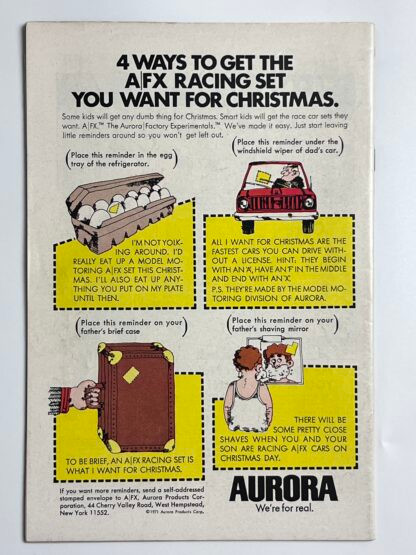 4 WAYS TO GET THE
A/FX RACING SET
YOU WANT FOR CHRISTMAS.
Some kids will get any dumb thing for Christmas. Smart kids will get the race car sets they
want. A/FX.™ The Aurora/Factory Experimentals.™ We've made it easy. Just start leaving
little reminders around so you won't get left out.
(Place this reminder in the egg
tray of the refrigerator.)
(Place this reminder under the
windshield wiper of dad's car.)
I'M NOT YOLK-
ING AROUND. I'D
REALLY EAT UP A MODEL MO-
TORING A/FX SET THIS CHRIST-
MAS. I'LL ALSO EAT UP ANY-
THING YOU PUT ON MY PLATE
UNTIL THEN.
ALL I WANT FOR CHRISTMAS ARE THE
FASTEST CARS YOU CAN DRIVE WITH-
OUT A LICENSE. HINT: THEY BEGIN
WITH AN 'A', HAVE AN 'F' IN THE MIDDLE
AND END WITH AN 'X'.
P.S. THEY'RE MADE BY THE MODEL MO-
TORING DIVISION OF AURORA.
(Place this reminder on your
father's brief case)
(Place this reminder on your
father's shaving mirror)
TO BE BRIEF, AN A/FX RACING SET IS
WHAT I WANT FOR CHRISTMAS.
THERE WILL BE
SOME PRETTY CLOSE
SHAVES WHEN YOU AND YOUR
SON ARE RACING A/FX CARS ON
CHRISTMAS DAY.
If you want more reminders, send a self-addressed
stamped envelope to A/FX, Aurora Products Cor-
poration, 44 Cherry Valley Road, West Hempstead,
New York 11552. ©1971 Aurora Products Corp.
AURORA
We're for real.